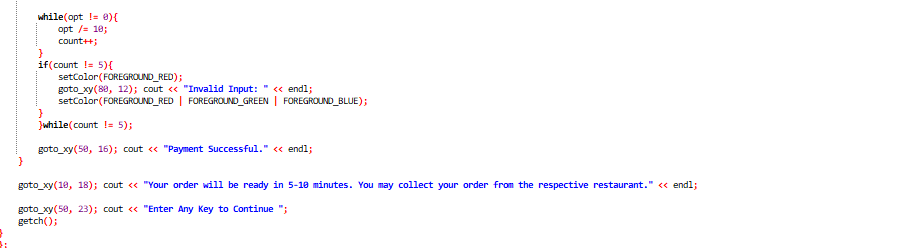 while(opt != 0){
opt /= 10;
count++;
}
if(count != 5){
setColor(FOREGROUND_RED);
goto_xy(80, 12); cout << "Invalid Input: " << endl;
setColor(FOREGROUND_RED | FOREGROUND_GREEN | FOREGROUND_BLUE);
}
}while(count != 5);
goto_xy(50, 16); cout << "Payment Successful." << endl;
}
goto_xy(10, 18); cout << "Your order will be ready in 5-10 minutes. You may collect your order from the respective restaurant." << endl;
goto_xy(50, 23); cout << "Enter Any Key to Continue ";
getch();
}
};